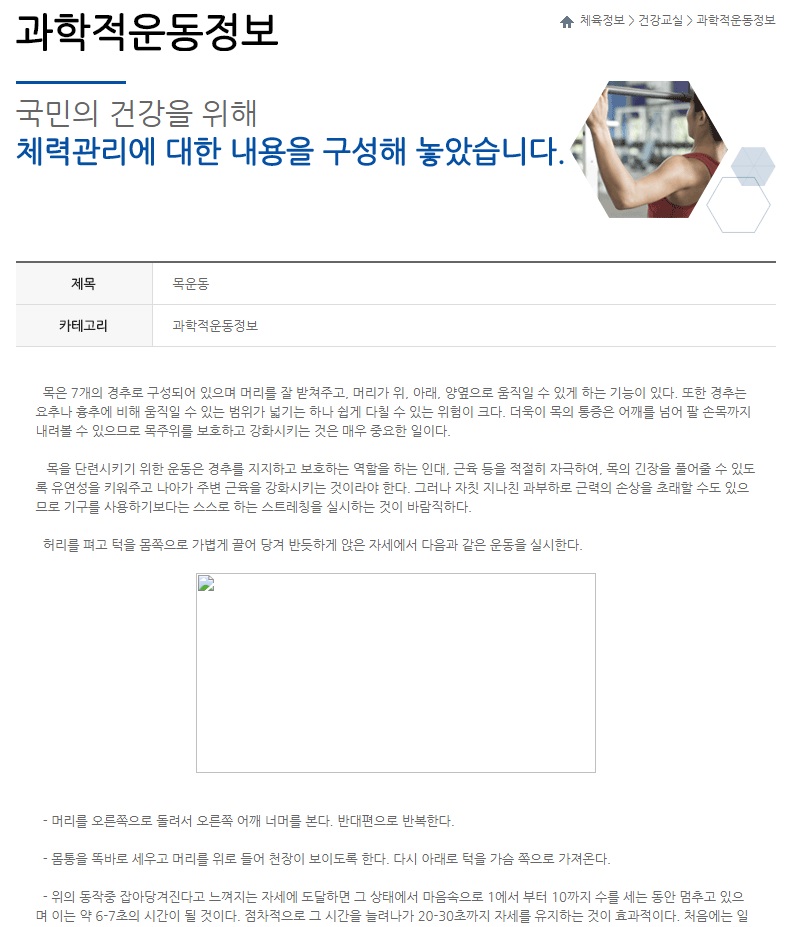 과학적운동정보
체육정보 > 건강교실 > 과학적운동정보
국민의 건강을 위해
체력관리에 대한 내용을 구성해 놓았습니다.
제목 목운동
카테고리 과학적운동정보
목은 7개의 경추로 구성되어 있으며 머리를 잘 받쳐주고, 머리가 위, 아래, 양옆으로 움직일 수 있게 하는 기능이 있다. 또한 경추는
요추나 흉추에 비해 움직일 수 있는 범위가 넓기는 하나 쉽게 다칠 수 있는 위험이 크다. 더욱이 목의 통증은 어깨를 넘어 팔 손목까지
내려볼 수 있으므로 목주위를 보호하고 강화시키는 것은 매우 중요한 일이다.
목을 단련시키기 위한 운동은 경추를 지지하고 보호하는 역할을 하는 인대, 근육 등을 적절히 자극하여, 목의 긴장을 풀어줄 수 있도
록 유연성을 키워주고 나아가 주변 근육을 강화시키는 것이라야 한다. 그러나 자칫 지나친 과부하로 근력의 손상을 초래할 수도 있으
므로 기구를 사용하기보다는 스스로 하는 스트레칭을 실시하는 것이 바람직하다.
허리를 펴고 턱을 몸쪽으로 가볍게 끌어 당겨 반듯하게 앉은 자세에서 다음과 같은 운동을 실시한다.
- 머리를 오른쪽으로 돌려서 오른쪽 어깨 너머를 본다. 반대편으로 반복한다.
- 몸통을 똑바로 세우고 머리를 위로 들어 천장이 보이도록 한다. 다시 아래로 턱을 가슴 쪽으로 가져온다.
- 위의 동작중 잡아당겨진다고 느껴지는 자세에 도달하면 그 상태에서 마음속으로 1에서 부터 10까지 수를 세는 동안 멈추고 있으
며 이는 약 6-7초의 시간이 될 것이다. 점차적으로 그 시간을 늘려나가 20-30초까지 자세를 유지하는 것이 효과적이다. 처음에는 일